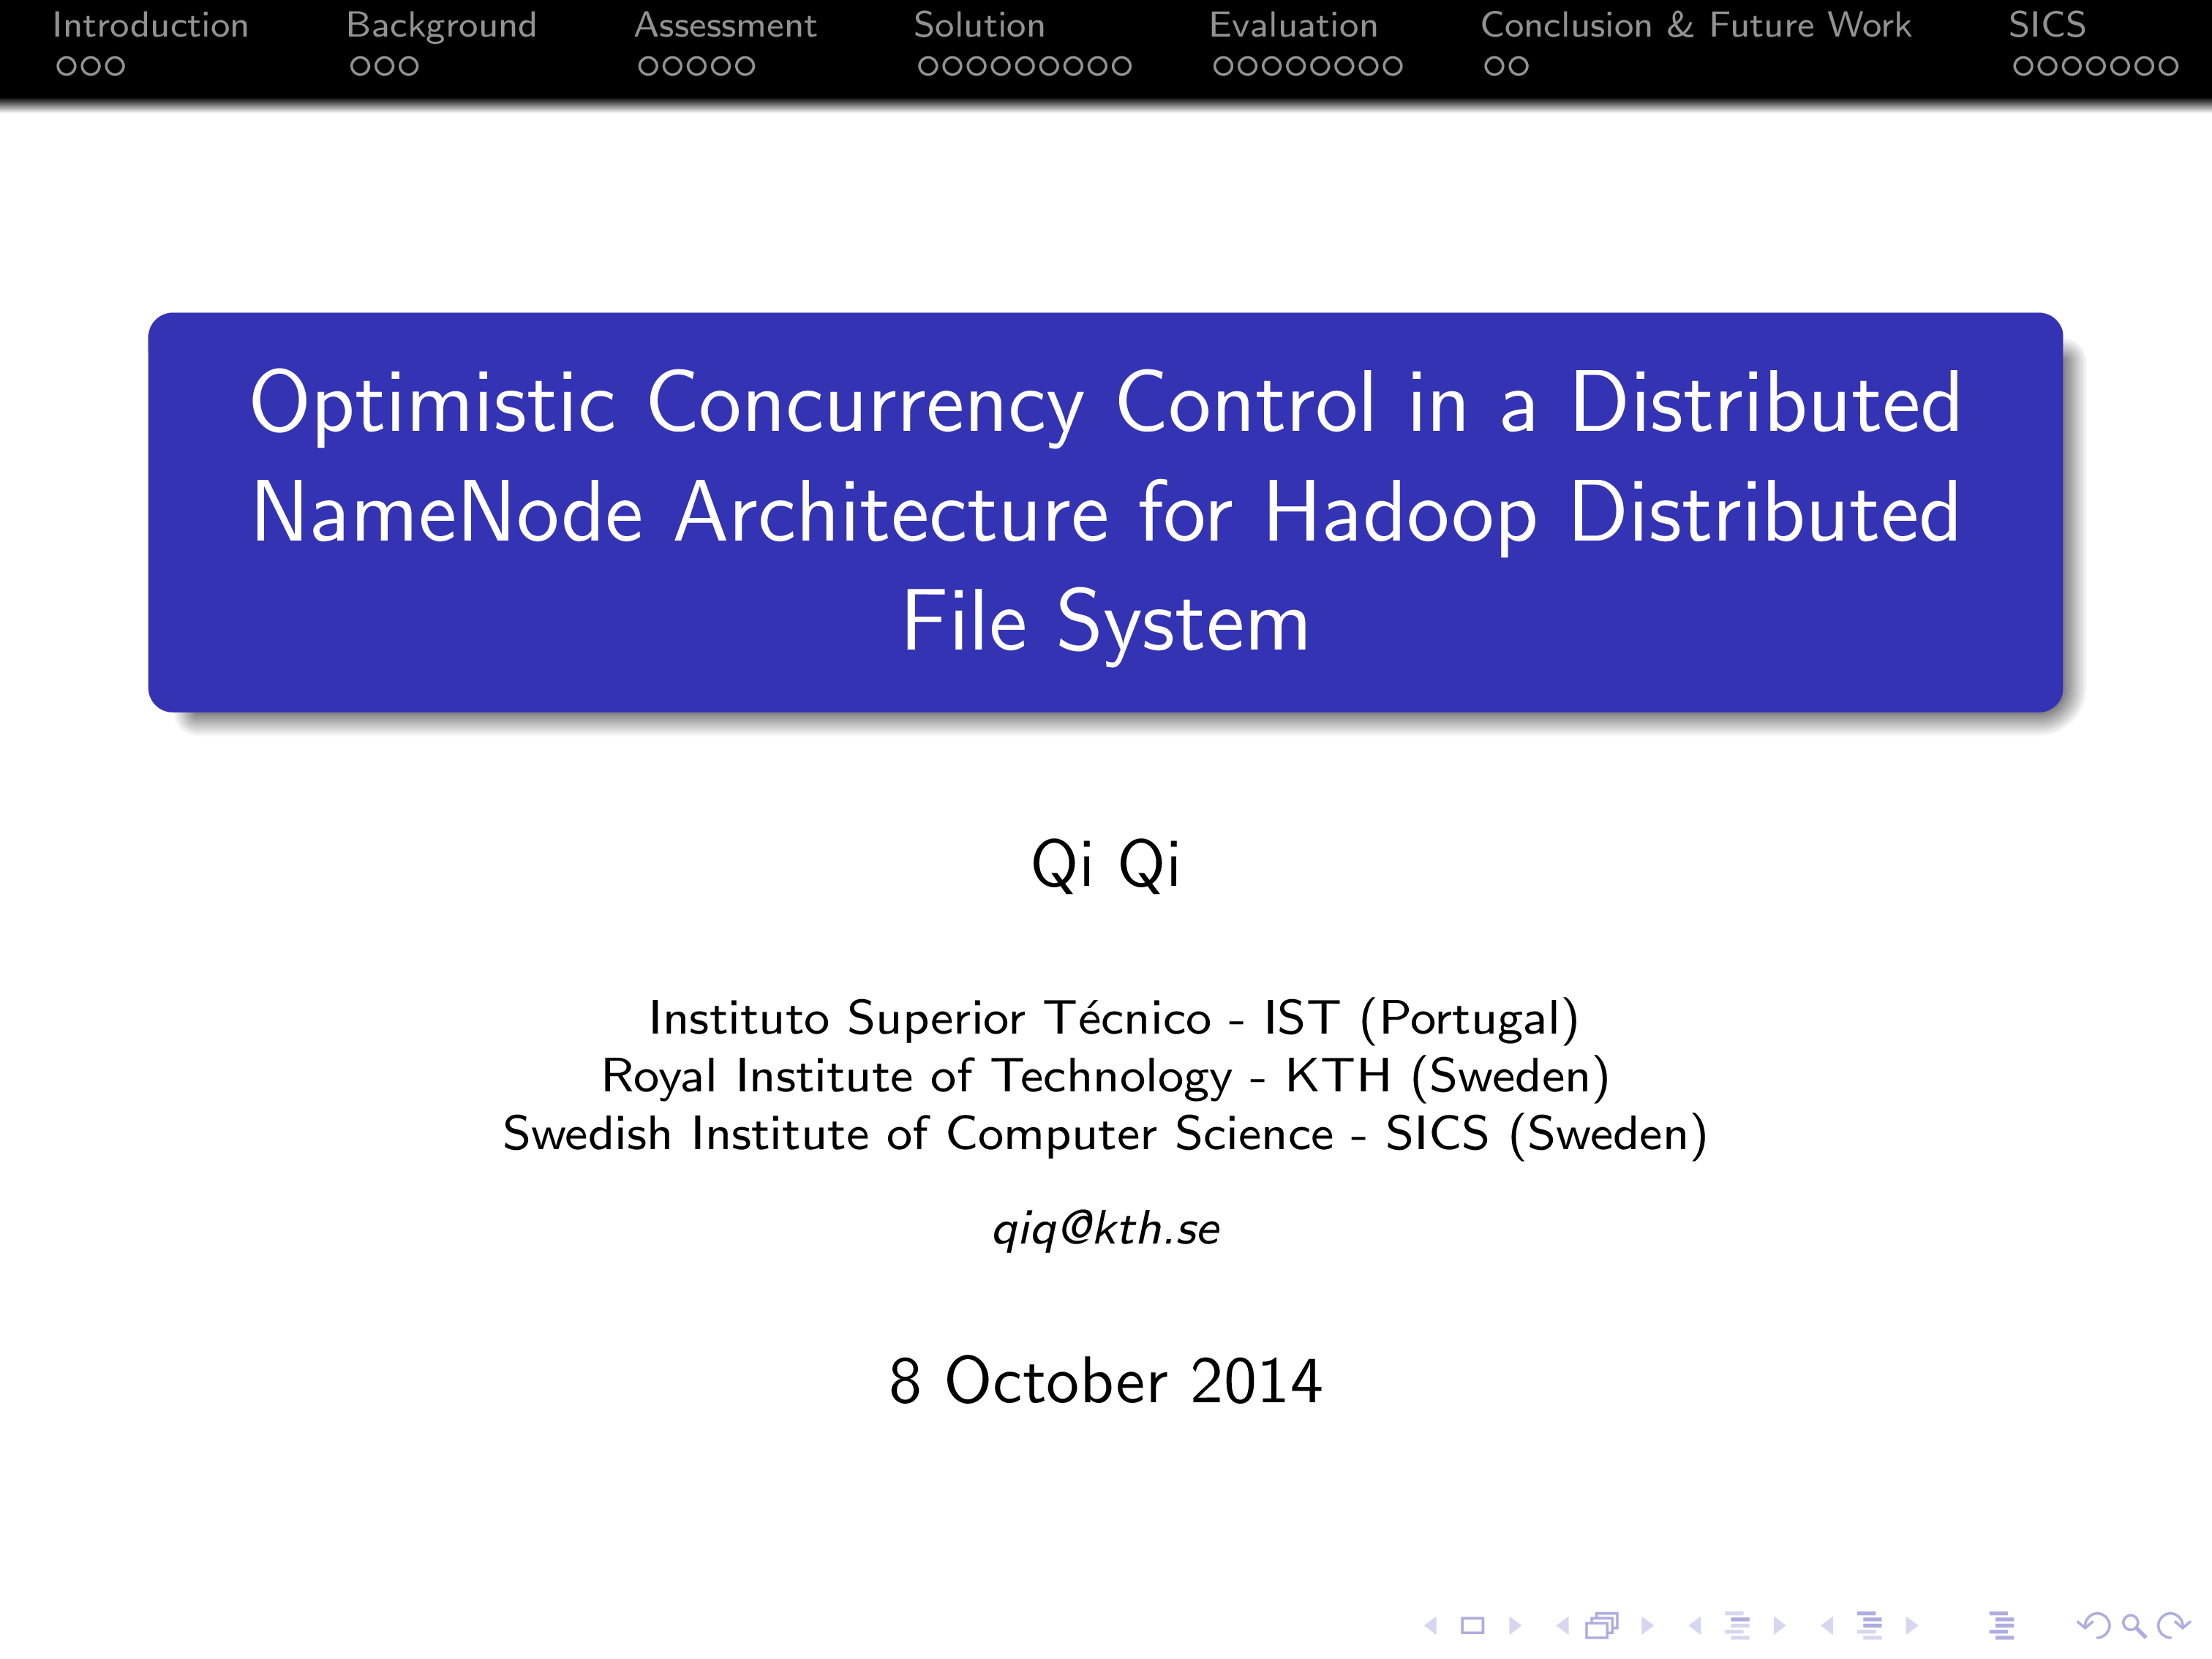 Introduction Background Assessment Solution Evaluation Conclusion & Future Work SICS
Optimistic Concurrency Control in a Distributed
NameNode Architecture for Hadoop Distributed
File System
Qi Qi
Instituto Superior Técnico - IST (Portugal)
Royal Institute of Technology - KTH (Sweden)
Swedish Institute of Computer Science - SICS (Sweden)
qiq@kth.se
8 October 2014